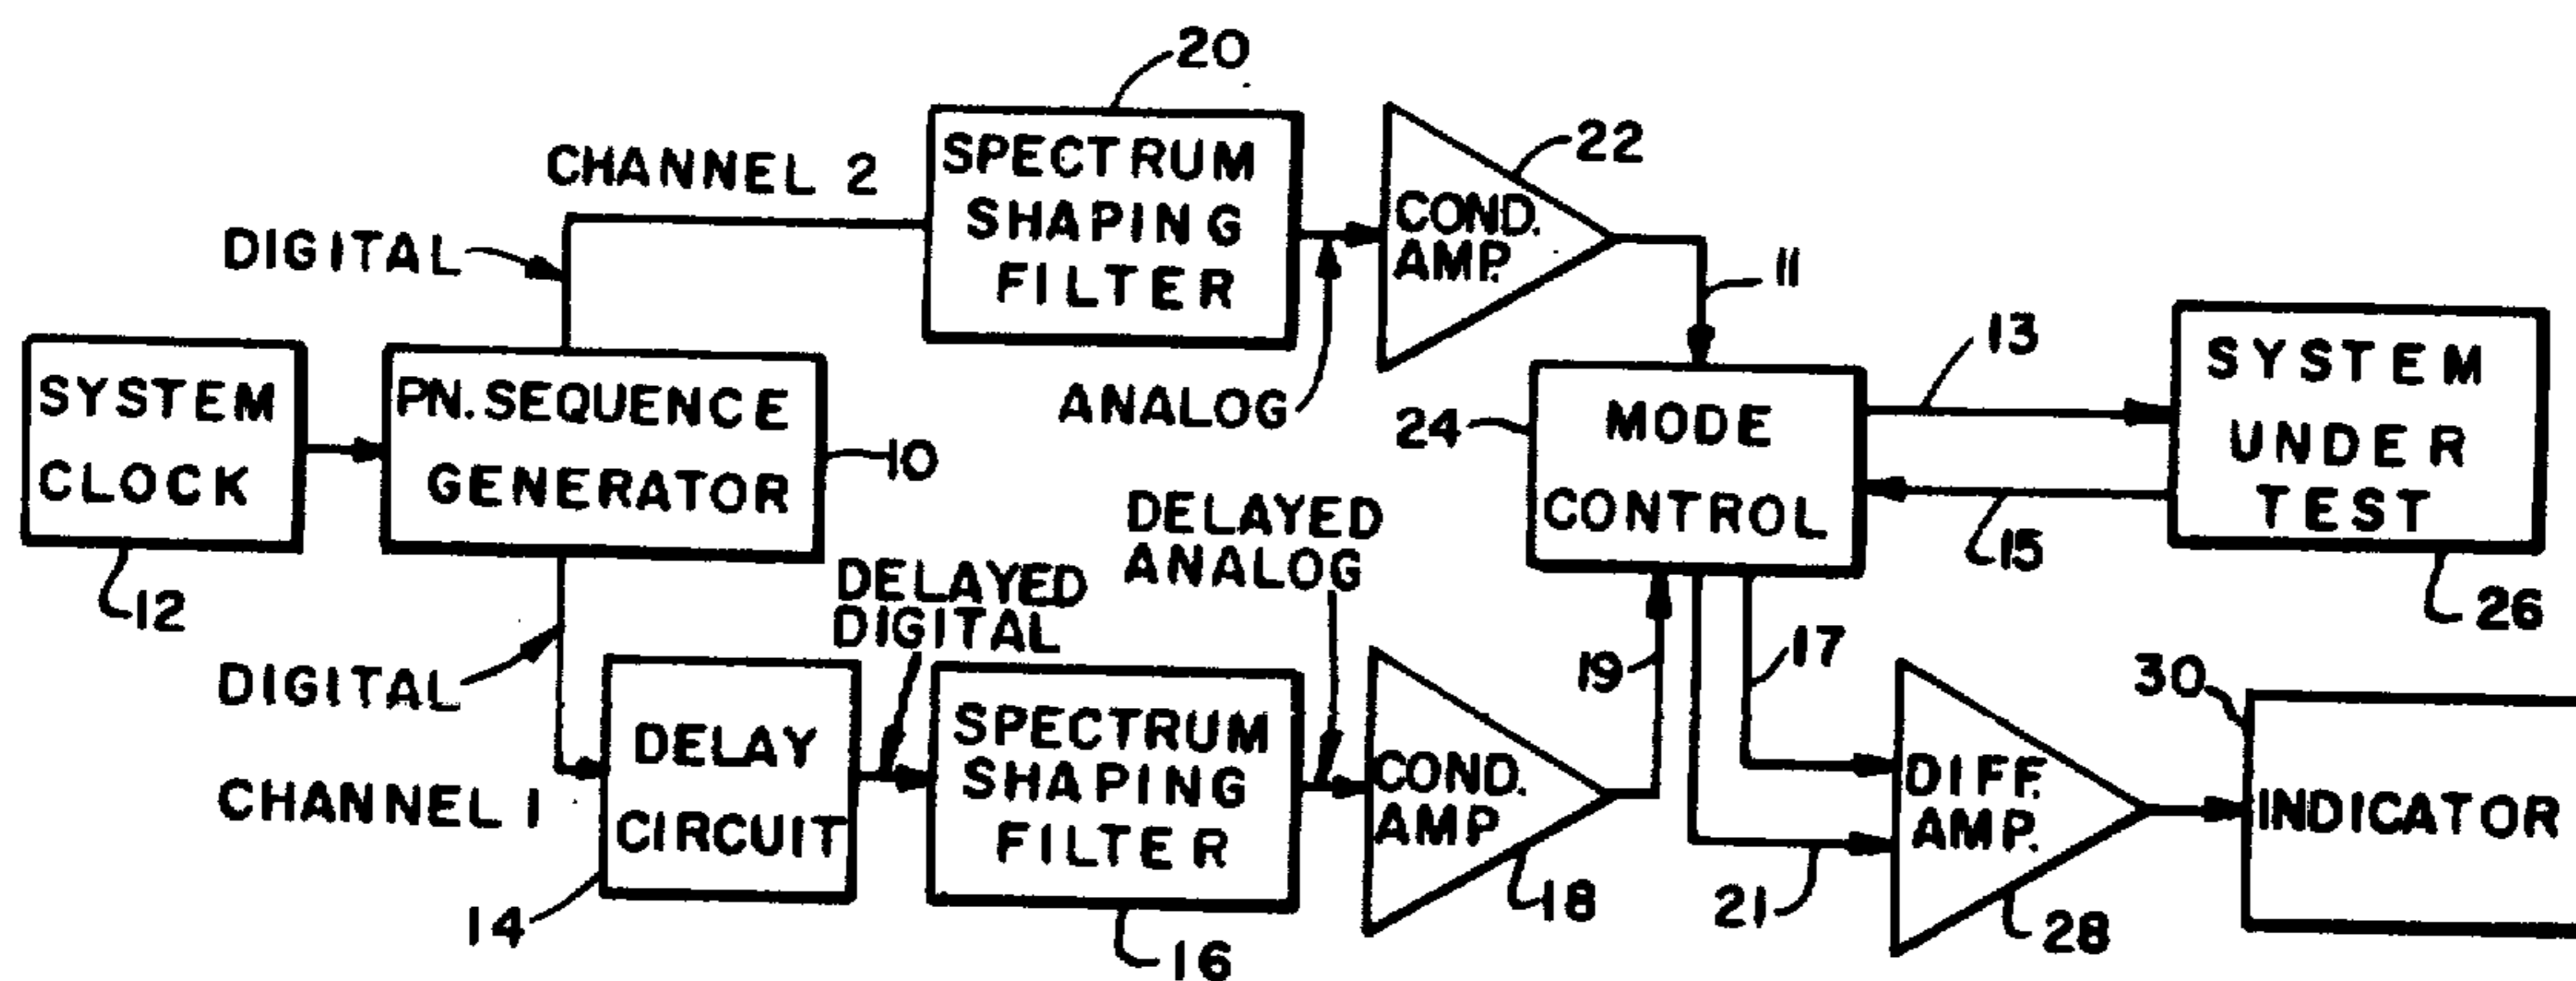 20
CHANNEL 2
SPECTRUM
SHAPING
FILTER
22
COND.
AMP.
DIGITAL
11
ANALOG
SYSTEM
CLOCK
12
PN. SEQUENCE
GENERATOR
10
24
MODE
CONTROL
13
15
SYSTEM
UNDER
TEST
26
DIGITAL
CHANNEL 1
DELAY
CIRCUIT
14
DELAYED
DIGITAL
SPECTRUM
SHAPING
FILTER
16
DELAYED
ANALOG
COND.
AMP
18
19
17
21
DIFF.
AMP.
28
30
INDICATOR